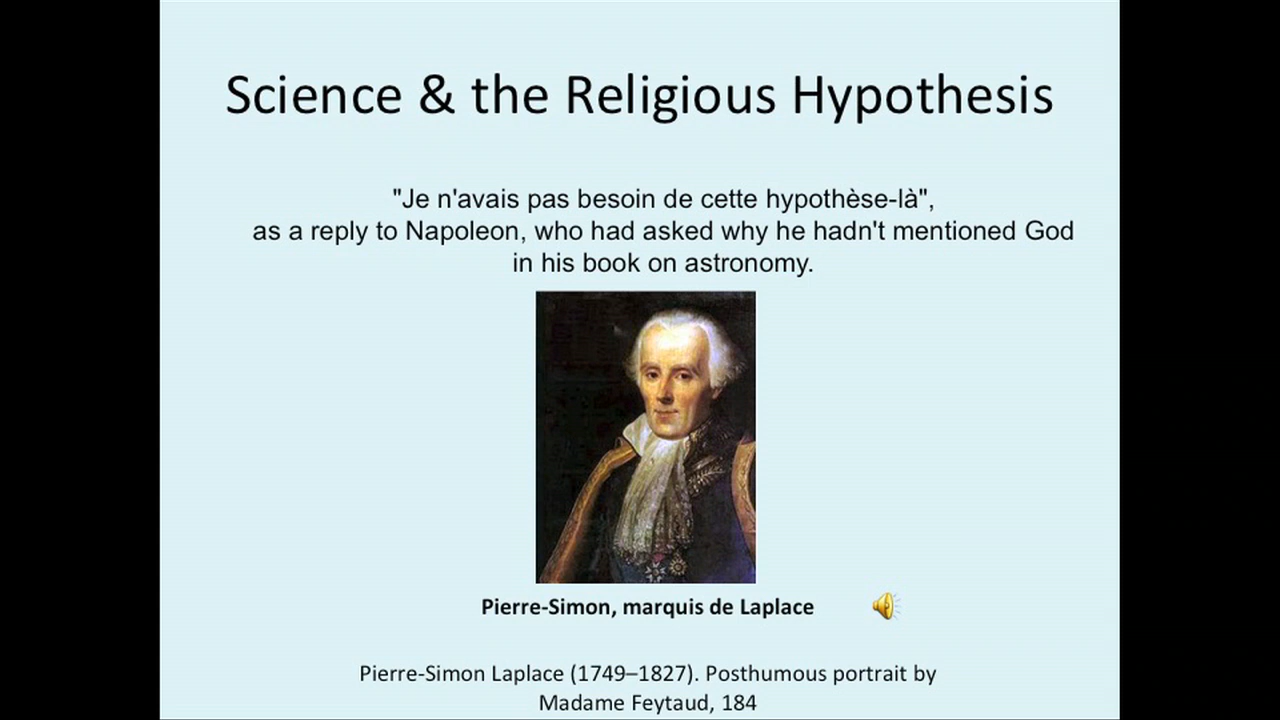 Science & the Religious Hypothesis
"Je n'avais pas besoin de cette hypothèse-là",
as a reply to Napoleon, who had asked why he hadn't mentioned God
in his book on astronomy.
Pierre-Simon, marquis de Laplace
Pierre-Simon Laplace (1749–1827). Posthumous portrait by
Madame Feytaud, 184